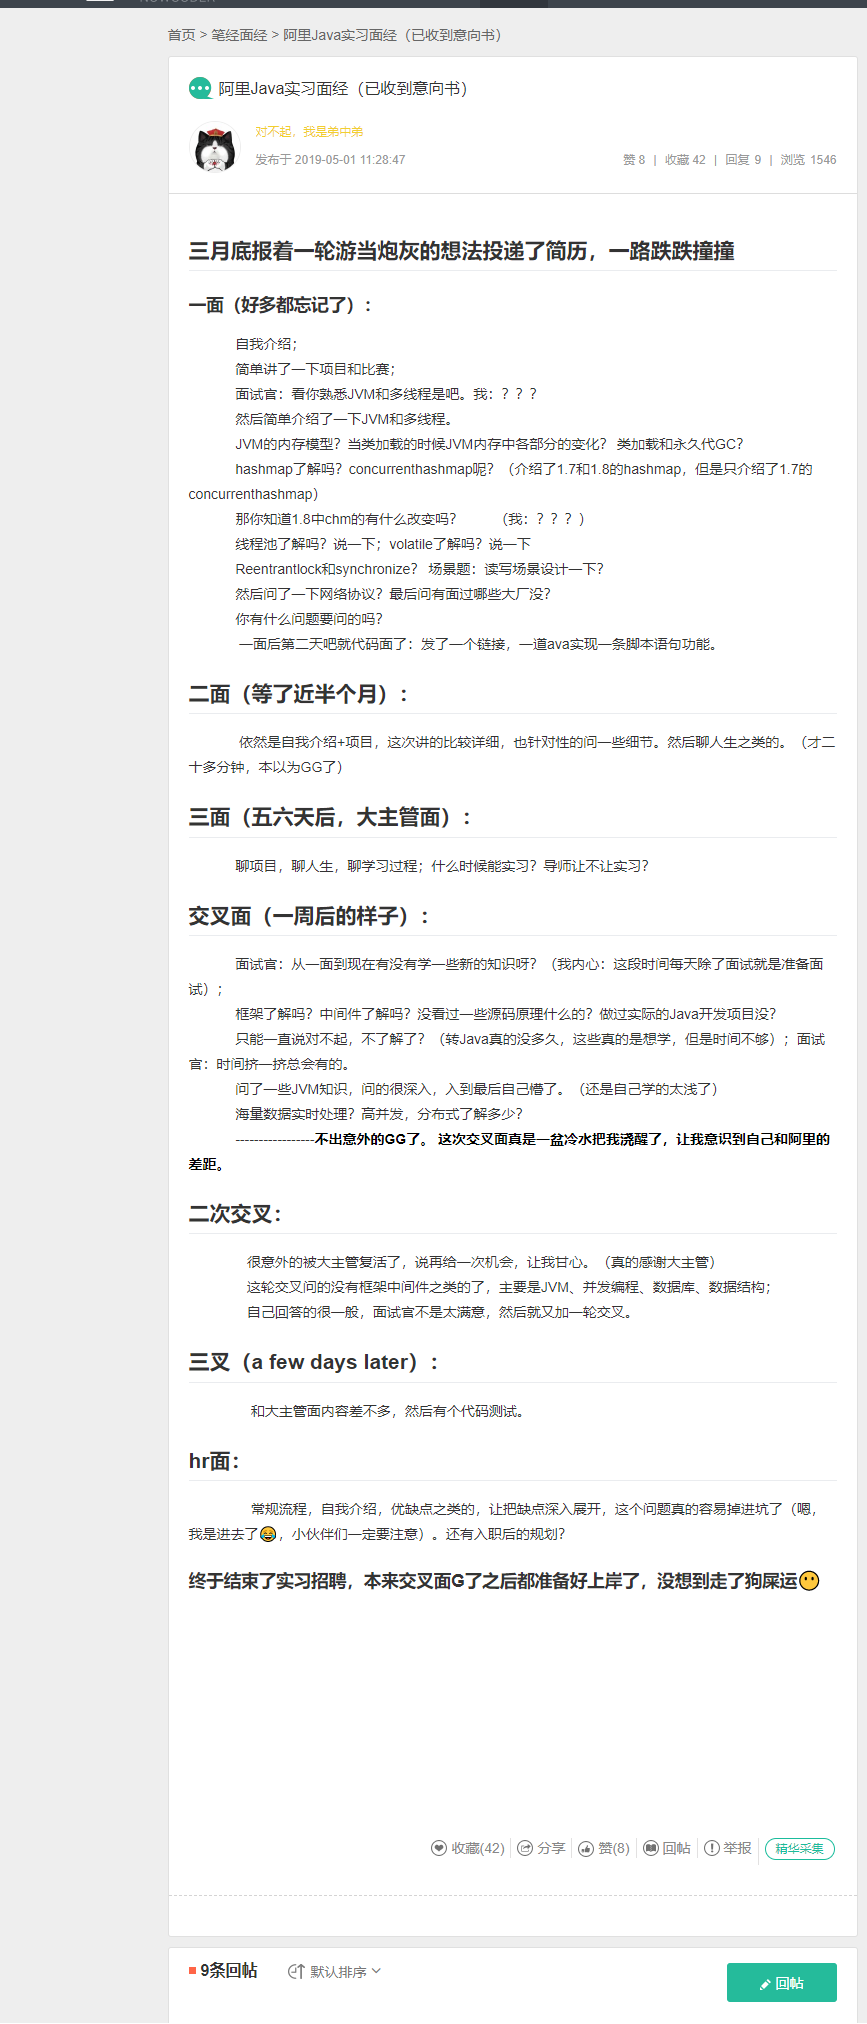 首页 > 笔经面经 > 阿里Java实习面经（已收到意向书）
阿里Java实习面经（已收到意向书）
对不起，我是弟中弟
发布于 2019-05-01 11:28:47
赞 8 | 收藏 42 | 回复 9 | 浏览 1546
三月底报着一轮游当炮灰的想法投递了简历，一路跌跌撞撞
一面（好多都忘记了）：
自我介绍；
简单讲了一下项目和比赛；
面试官：看你熟悉JVM和多线程是吧。我：？？？
然后简单介绍了一下JVM和多线程。
JVM的内存模型？当类加载的时候JVM内存中各部分的变化？ 类加载和永久代GC？
hashmap了解吗？concurrenthashmap呢？（介绍了1.7和1.8的hashmap，但是只介绍了1.7的
concurrenthashmap）
那你知道1.8中chm的有什么改变吗？ （我：？？？）
线程池了解吗？说一下；volatile了解吗？说一下
Reentrantlock和synchronize？ 场景题：读写场景设计一下？
然后问了一下网络协议？最后问有面过哪些大厂没？
你有什么问题要问的吗？
一面后第二天吧就代码面了：发了一个链接，一道ava实现一条脚本语句功能。
二面（等了近半个月）：
依然是自我介绍+项目，这次讲的比较详细，也针对性的问一些细节。然后聊人生之类的。（才二
十多分钟，本以为GG了）
三面（五六天后，大主管面）：
聊项目，聊人生，聊学习过程；什么时候能实习？导师让不让实习？
交叉面（一周后的样子）：
面试官：从一面到现在有没有学一些新的知识呀？（我内心：这段时间每天除了面试就是准备面
试）；
框架了解吗？中间件了解吗？没看过一些源码原理什么的？做过实际的Java开发项目没？
只能一直说对不起，不了解了？（转Java真的没多久，这些真的是想学，但是时间不够）；面试
官：时间挤一挤总会有的。
问了一些JVM知识，问的很深入，入到最后自己懵了。（还是自己学的太浅了）
海量数据实时处理？高并发，分布式了解多少？
-----------------不出意外的GG了。 这次交叉面真是一盆冷水把我浇醒了，让我意识到自己和阿里的
差距。
二次交叉：
很意外的被大主管复活了，说再给一次机会，让我甘心。（真的感谢大主管）
这轮交叉问的没有框架中间件之类的了，主要是JVM、并发编程、数据库、数据结构；
自己回答的很一般，面试官不是太满意，然后就又加一轮交叉。
三叉（a few days later）：
和大主管面内容差不多，然后有个代码测试。
hr面：
常规流程，自我介绍，优缺点之类的，让把缺点深入展开，这个问题真的容易掉进坑了（嗯，
我是进去了😂，小伙伴们一定要注意）。还有入职后的规划？
终于结束了实习招聘，本来交叉面G了之后都准备好上岸了，没想到走了狗屎运😶
收藏(42) 分享 赞(8) 回帖 举报 精华采集
9条回帖 默认排序 回帖